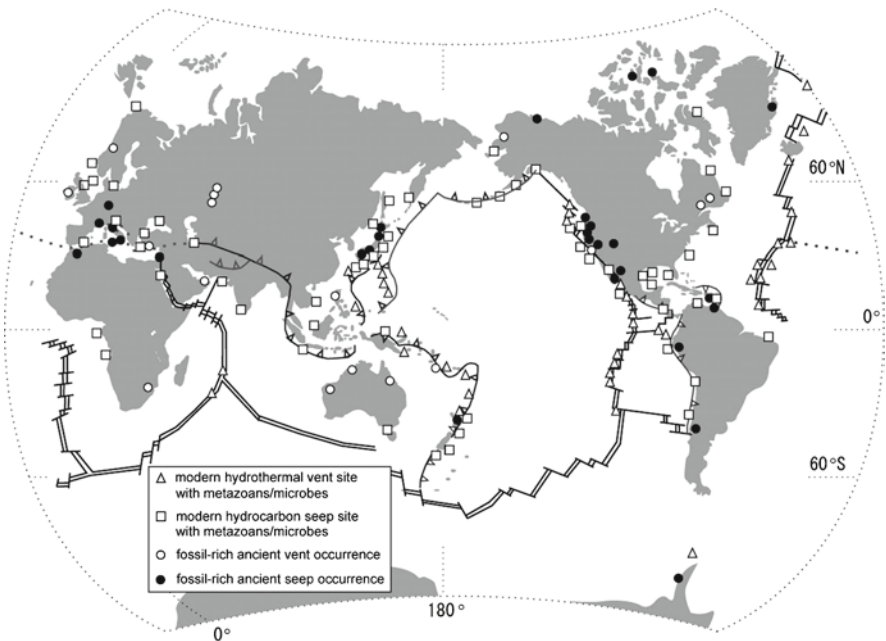 60°N
0°
60°S
modern hydrothermal vent site
with metazoans/microbes
modern hydrocarbon seep site
with metazoans/microbes
fossil-rich ancient vent occurrence
fossil-rich ancient seep occurrence
180°
0°